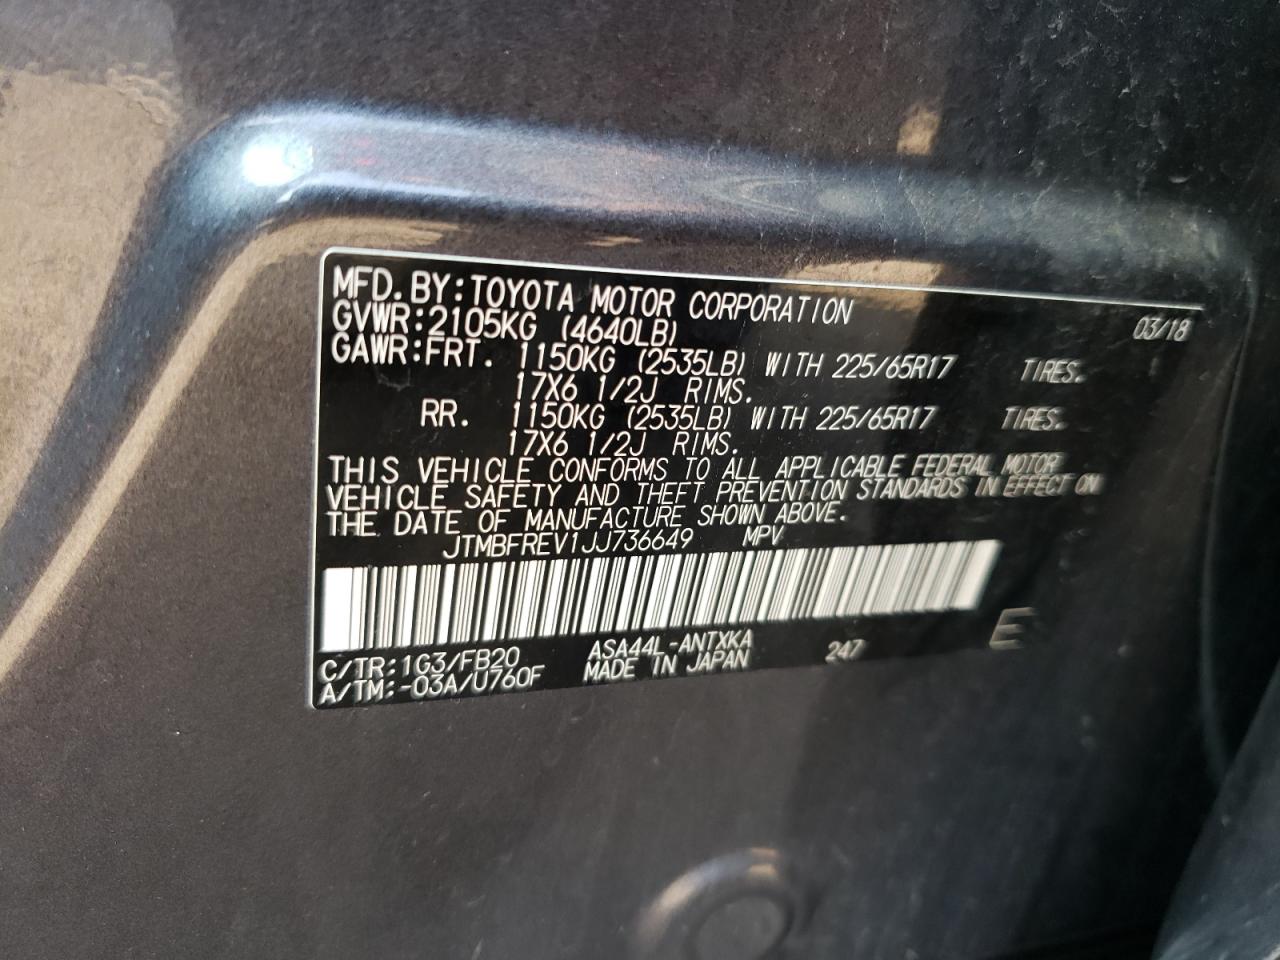 MFD. BY: TOYOTA MOTOR CORPORATION 03/18
GVWR: 2105KG (4640LB)
GAWR: FRT. 1150KG (2535LB) WITH 225/65R17 TIRES.
17X6 1/2J RIMS.
RR. 1150KG (2535LB) WITH 225/65R17 TIRES.
17X6 1/2J RIMS.
THIS VEHICLE CONFORMS TO ALL APPLICABLE FEDERAL MOTOR
VEHICLE SAFETY AND THEFT PREVENTION STANDARDS IN EFFECT ON
THE DATE OF MANUFACTURE SHOWN ABOVE.
JTMBFREV1JJ736649 MPV
C/TR: 1G3/FB20 ASA44L-ANTXKA 247 E
A/TM: -03A/U760F MADE IN JAPAN